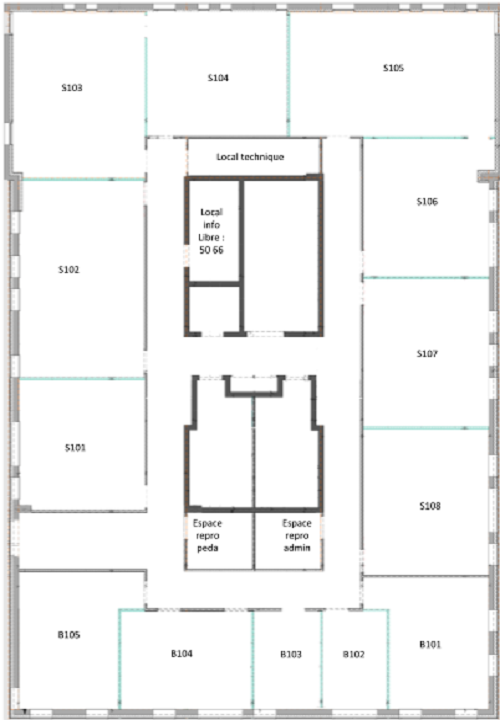 S103
S104
S105
Local technique
S106
Local
info
Libre :
50 66
S102
S107
S101
S108
Espace
repro
peda
Espace
repro
admin
B105
B104
B103
B102
B101